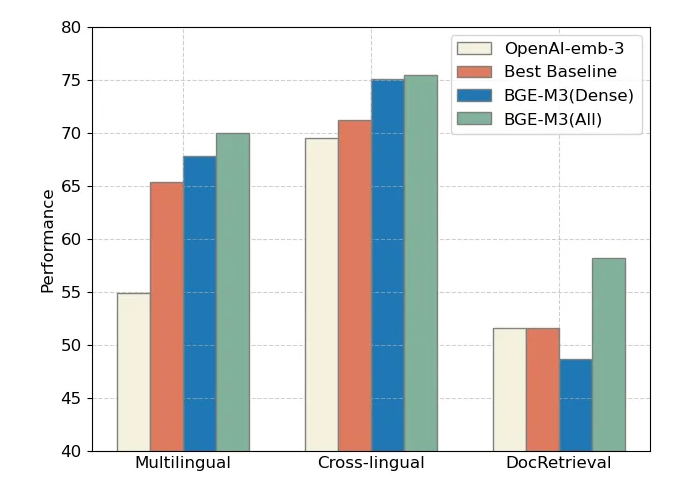 80
75
70
65
60
55
50
45
40
Performance
OpenAI-emb-3
Best Baseline
BGE-M3(Dense)
BGE-M3(All)
Multilingual
Cross-lingual
DocRetrieval